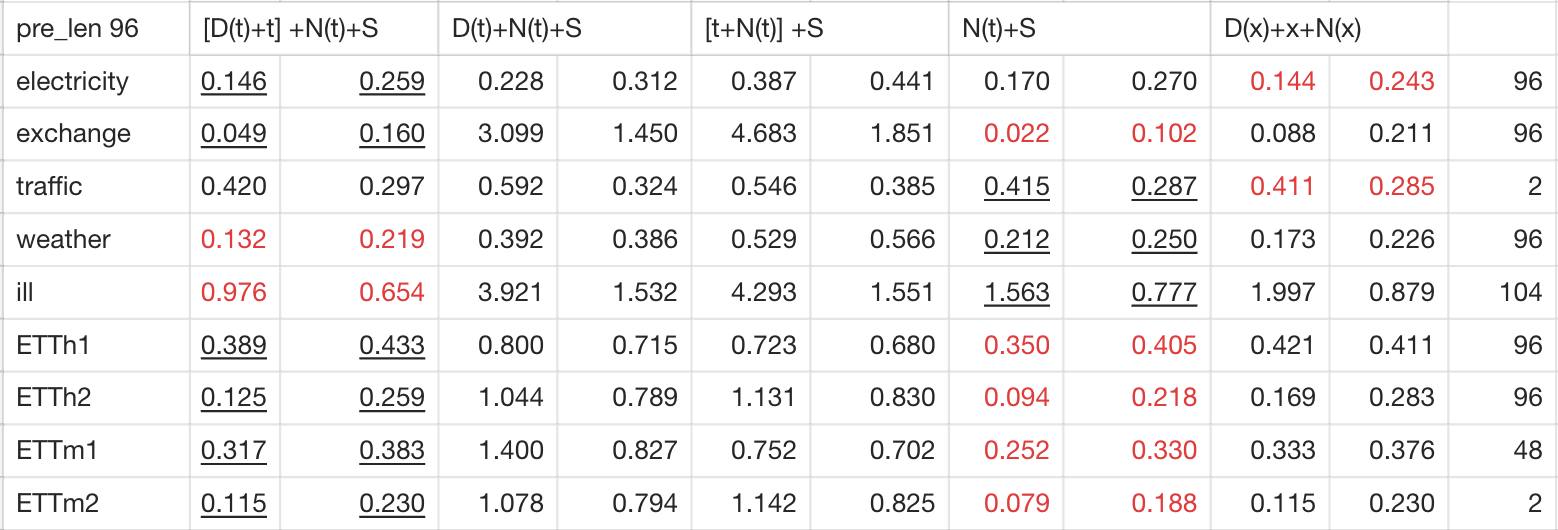 pre_len 96 [D(t)+t] +N(t)+S D(t)+N(t)+S [t+N(t)] +S N(t)+S D(x)+x+N(x)
electricity 0.146 0.259 0.228 0.312 0.387 0.441 0.170 0.270 0.144 0.243 96
exchange 0.049 0.160 3.099 1.450 4.683 1.851 0.022 0.102 0.088 0.211 96
traffic 0.420 0.297 0.592 0.324 0.546 0.385 0.415 0.287 0.411 0.285 2
weather 0.132 0.219 0.392 0.386 0.529 0.566 0.212 0.250 0.173 0.226 96
ill 0.976 0.654 3.921 1.532 4.293 1.551 1.563 0.777 1.997 0.879 104
ETTh1 0.389 0.433 0.800 0.715 0.723 0.680 0.350 0.405 0.421 0.411 96
ETTh2 0.125 0.259 1.044 0.789 1.131 0.830 0.094 0.218 0.169 0.283 96
ETTm1 0.317 0.383 1.400 0.827 0.752 0.702 0.252 0.330 0.333 0.376 48
ETTm2 0.115 0.230 1.078 0.794 1.142 0.825 0.079 0.188 0.115 0.230 2